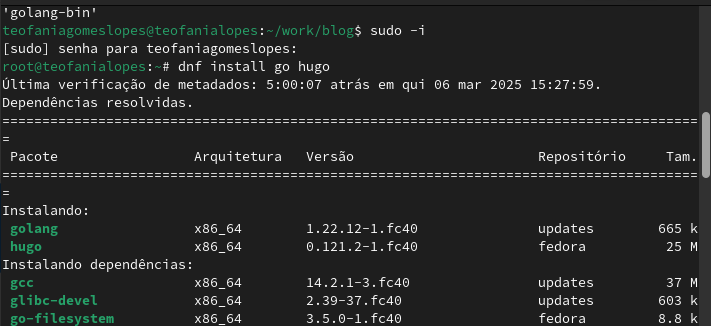 'golang-bin'
teofaniagomeslopes@teofanialopes:~/work/blog$ sudo -i
[sudo] senha para teofaniagomeslopes:
root@teofanialopes:~# dnf install go hugo
Última verificação de metadados: 5:00:07 atrás em qui 06 mar 2025 15:27:59.
Dependências resolvidas.
=======================================================================================
=
Pacote Arquitetura Versão Repositório Tam.
=======================================================================================
=
Instalando:
golang x86_64 1.22.12-1.fc40 updates 665 k
hugo x86_64 0.121.2-1.fc40 fedora 25 M
Instalando dependências:
gcc x86_64 14.2.1-3.fc40 updates 37 M
glibc-devel x86_64 2.39-37.fc40 updates 603 k
go-filesystem x86_64 3.5.0-1.fc40 fedora 8.8 k